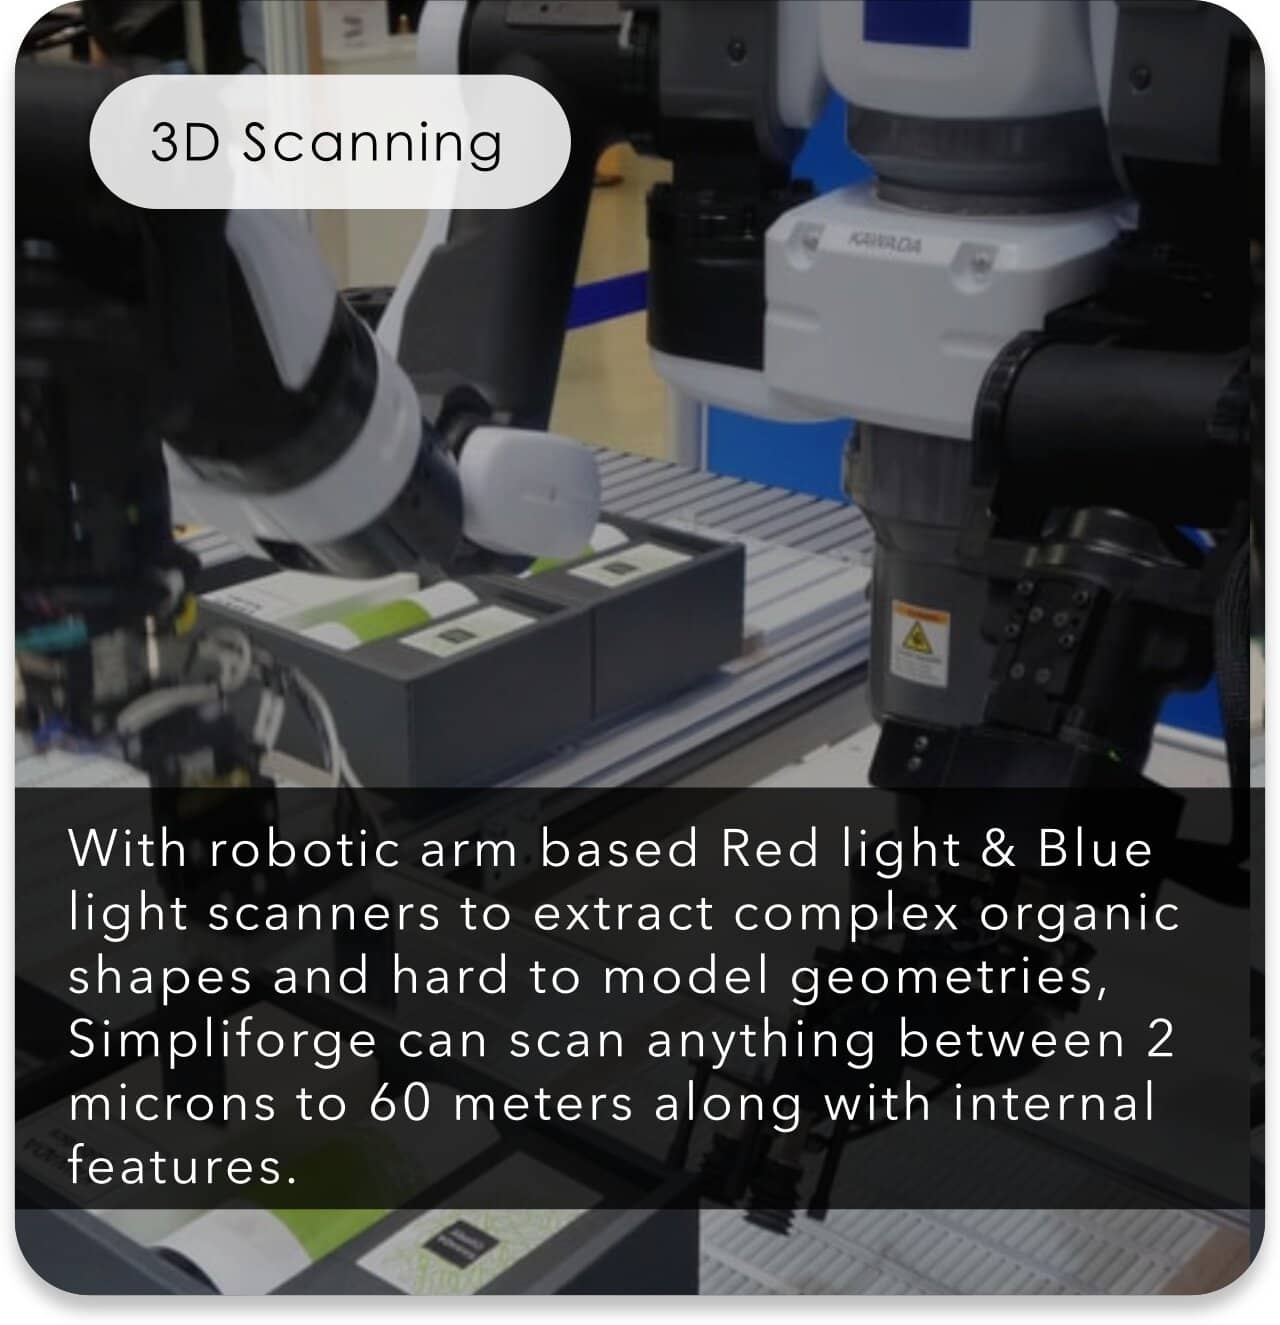 3D Scanning
KAWADA
With robotic arm based Red light & Blue
light scanners to extract complex organic
shapes and hard to model geometries,
Simpliforge can scan anything between 2
microns to 60 meters along with internal
features.